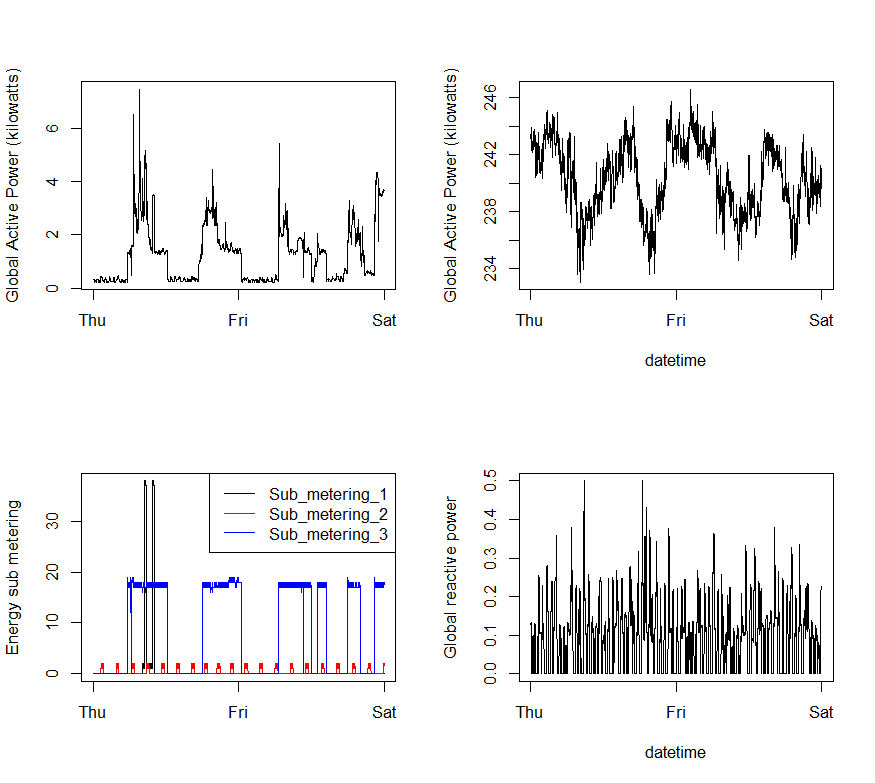 Global Active Power (kilowatts)
6
4
2
0
Thu
Fri
Sat
Global Active Power (kilowatts)
246
242
238
234
Thu
Fri
Sat
datetime
Energy sub metering
30
20
10
0
Sub_metering_1
Sub_metering_2
Sub_metering_3
Thu
Fri
Sat
Global reactive power
0.5
0.4
0.3
0.2
0.1
0.0
Thu
Fri
Sat
datetime